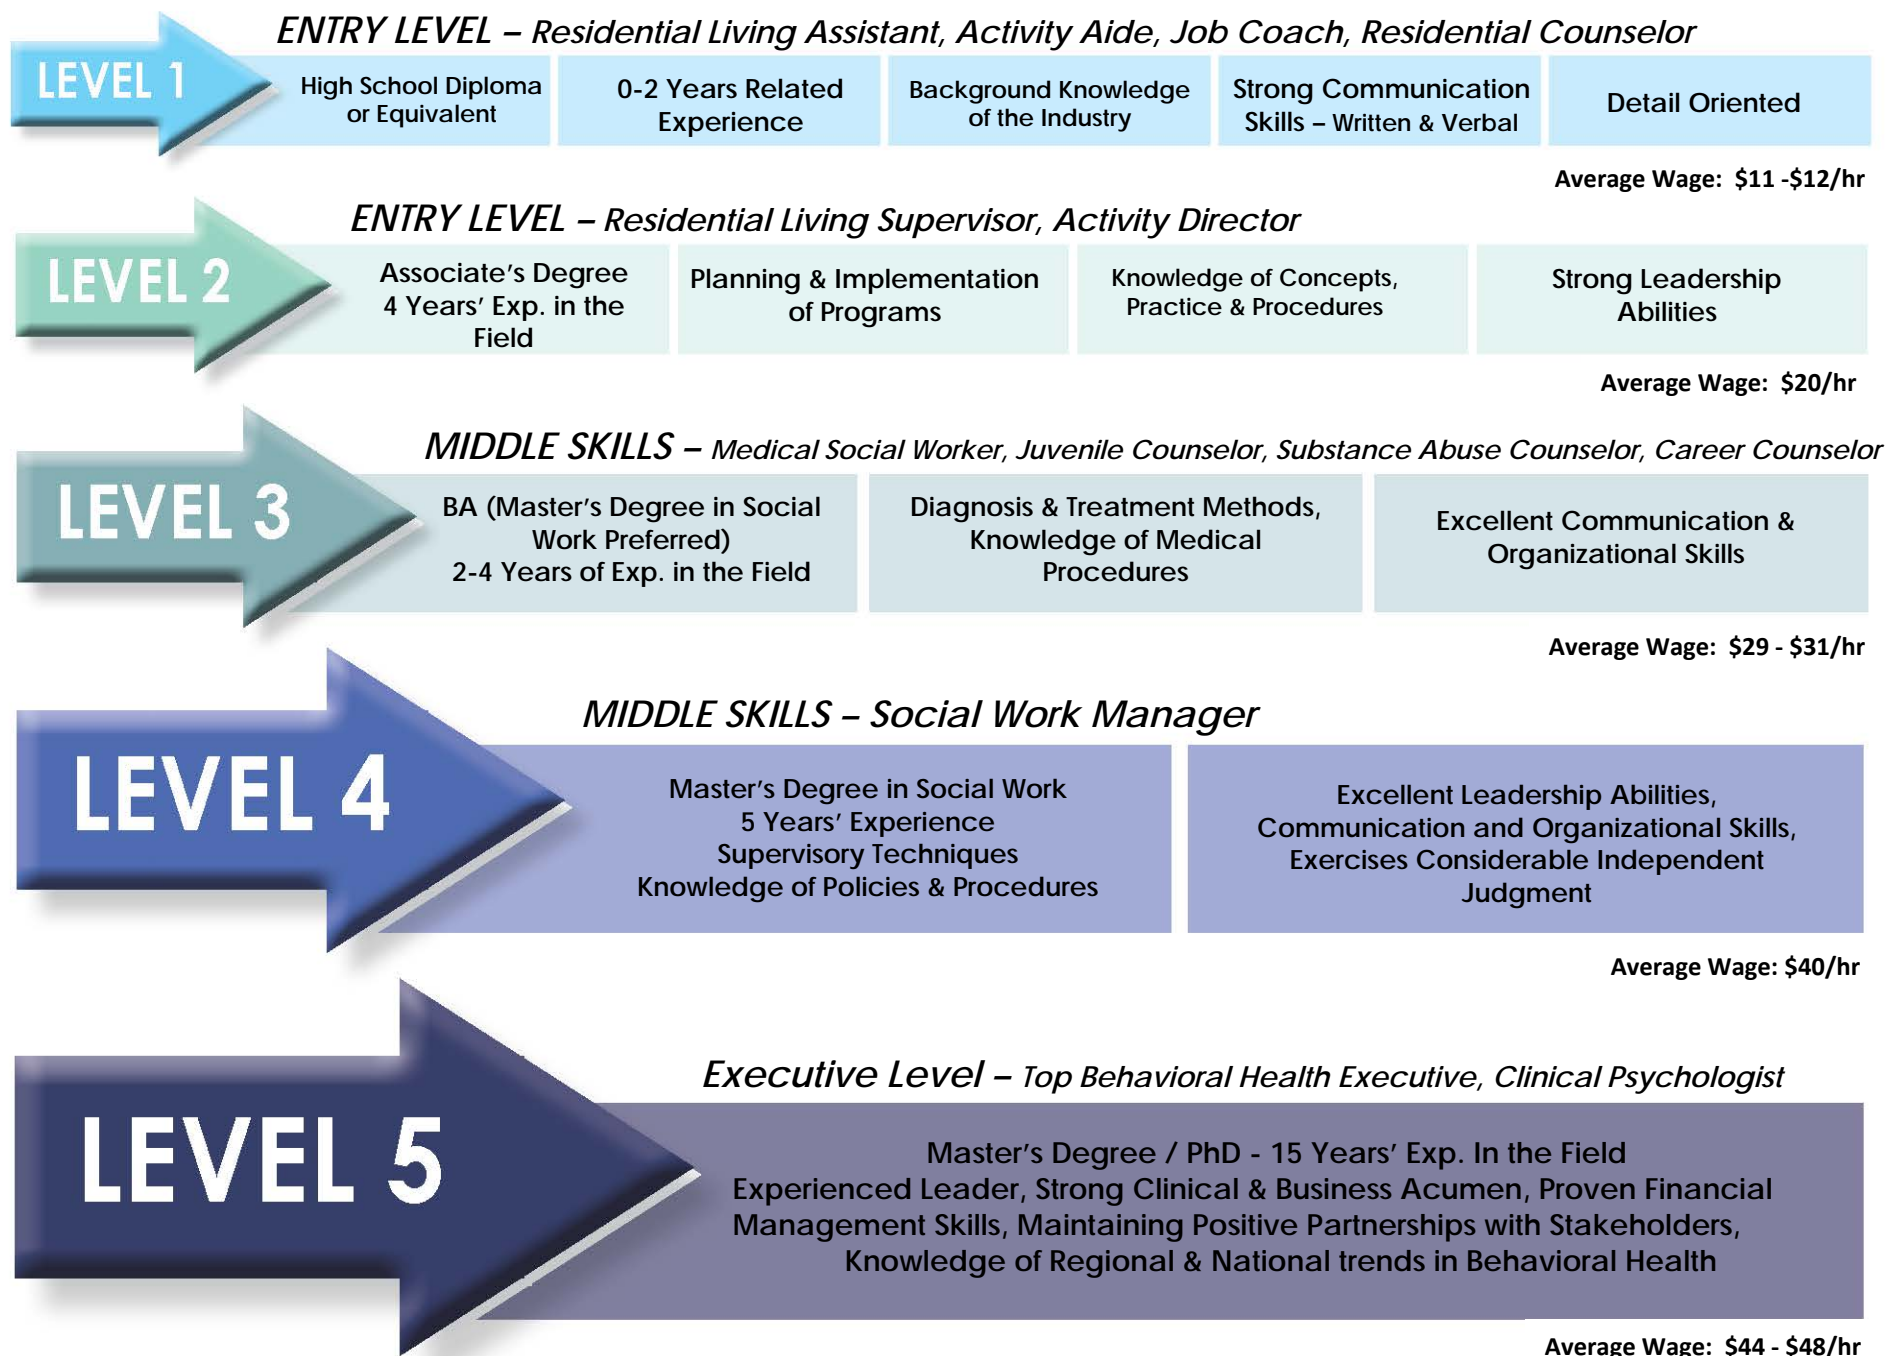 ENTRY LEVEL – Residential Living Assistant, Activity Aide, Job Coach, Residential Counselor
LEVEL 1
High School Diploma
or Equivalent
0-2 Years Related
Experience
Background Knowledge
of the Industry
Strong Communication
Skills – Written & Verbal
Detail Oriented
Average Wage: $11 -$12/hr
ENTRY LEVEL – Residential Living Supervisor, Activity Director
LEVEL 2
Associate's Degree
4 Years' Exp. in the
Field
Planning & Implementation
of Programs
Knowledge of Concepts,
Practice & Procedures
Strong Leadership
Abilities
Average Wage: $20/hr
MIDDLE SKILLS – Medical Social Worker, Juvenile Counselor, Substance Abuse Counselor, Career Counselor
LEVEL 3
BA (Master's Degree in Social
Work Preferred)
2-4 Years of Exp. in the Field
Diagnosis & Treatment Methods,
Knowledge of Medical
Procedures
Excellent Communication &
Organizational Skills
Average Wage: $29 - $31/hr
MIDDLE SKILLS – Social Work Manager
LEVEL 4
Master's Degree in Social Work
5 Years' Experience
Supervisory Techniques
Knowledge of Policies & Procedures
Excellent Leadership Abilities,
Communication and Organizational Skills,
Exercises Considerable Independent
Judgment
Average Wage: $40/hr
Executive Level – Top Behavioral Health Executive, Clinical Psychologist
LEVEL 5
Master's Degree / PhD - 15 Years' Exp. In the Field
Experienced Leader, Strong Clinical & Business Acumen, Proven Financial
Management Skills, Maintaining Positive Partnerships with Stakeholders,
Knowledge of Regional & National trends in Behavioral Health
Average Wage: $44 - $48/hr